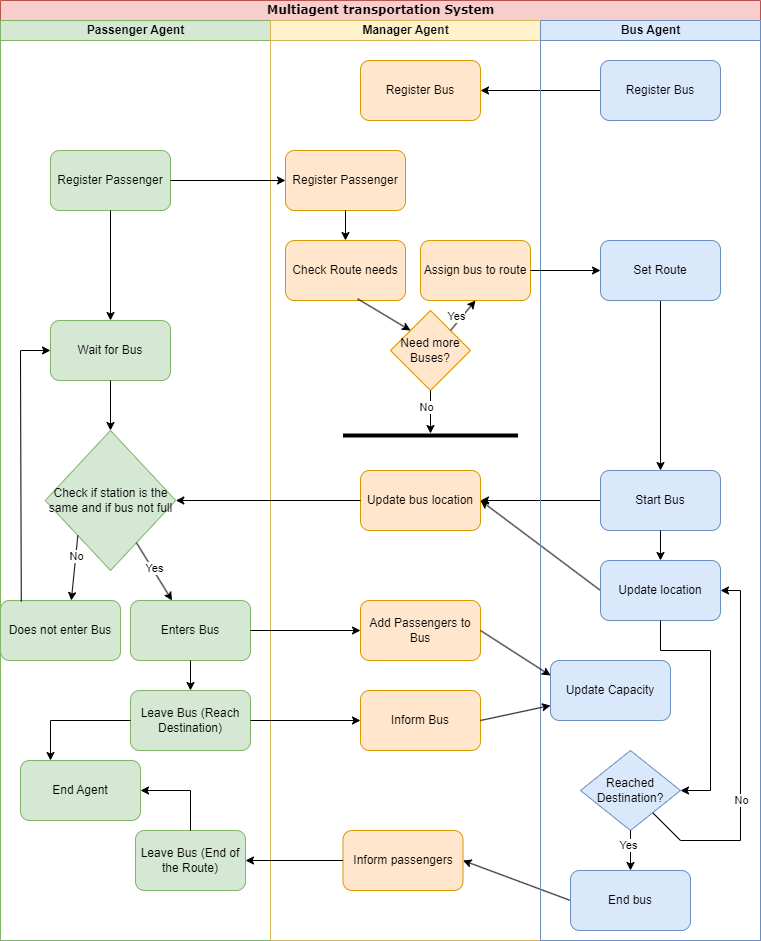 Multiagent transportation System
Passenger Agent
Manager Agent
Bus Agent
Register Bus
Register Bus
Register Passenger
Register Passenger
Check Route needs
Assign bus to route
Set Route
Yes
Need more
Buses?
No
Wait for Bus
Check if station is the
same and if bus not full
Update bus location
Start Bus
No
Yes
Update location
Does not enter Bus
Enters Bus
Add Passengers to
Bus
Update Capacity
Leave Bus (Reach
Destination)
Inform Bus
End Agent
Reached
Destination?
No
Yes
Leave Bus (End of
the Route)
Inform passengers
End bus